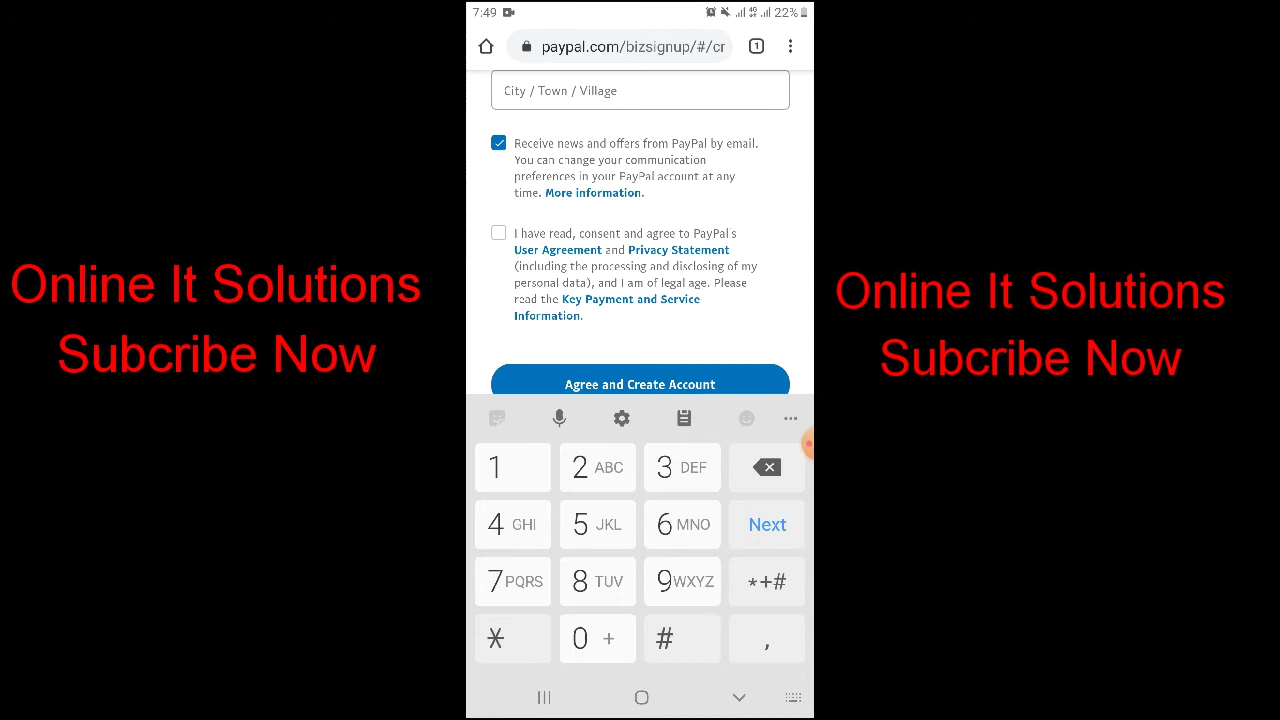 7:49
4G
22%
paypal.com/bizsignup/#/cr
1
City / Town / Village
Receive news and offers from PayPal by email.
You can change your communication
preferences in your PayPal account at any
time. More information.
I have read, consent and agree to PayPal's
User Agreement and Privacy Statement
(including the processing and disclosing of my
personal data), and I am of legal age. Please
read the Key Payment and Service
Information.
Agree and Create Account
1
2 ABC
3 DEF
4 GHI
5 JKL
6 MNO
Next
7 PQRS
8 TUV
9 WXYZ
*+#
*
0 +
#
,
Online It Solutions
Subcribe Now
Online It Solutions
Subcribe Now